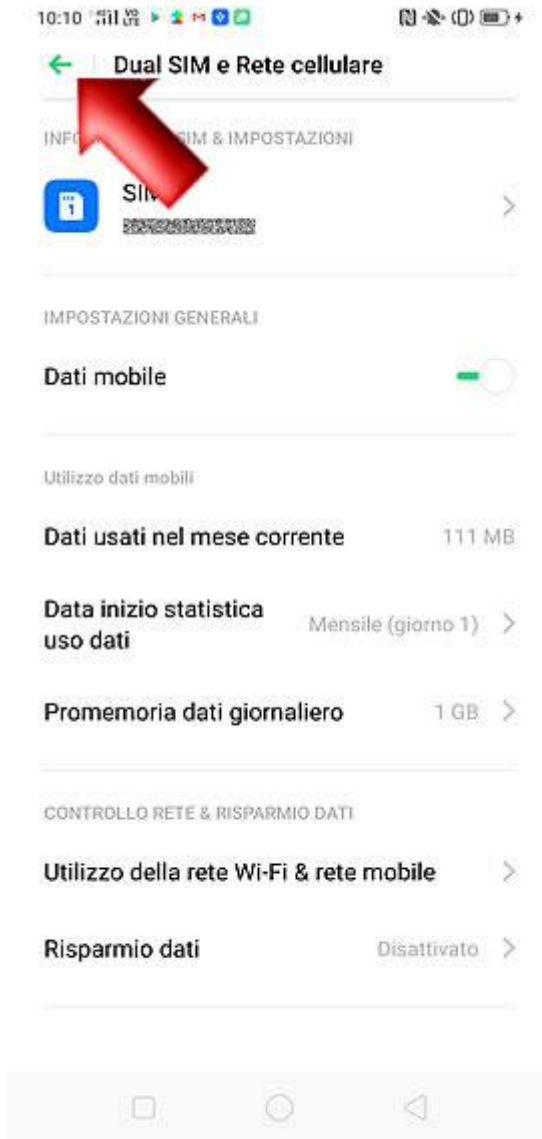 10:10
Dual SIM e Rete cellulare
SIM & IMPOSTAZIONI
1
IMPOSTAZIONI GENERALI
Dati mobile
Utilizzo dati mobili
Dati usati nel mese corrente 111 MB
Data inizio statistica
uso dati Mensile (giorno 1)
Promemoria dati giornaliero 1 GB
CONTROLLO RETE & RISPARMIO DATI
Utilizzo della rete Wi-Fi & rete mobile
Risparmio dati Disattivato